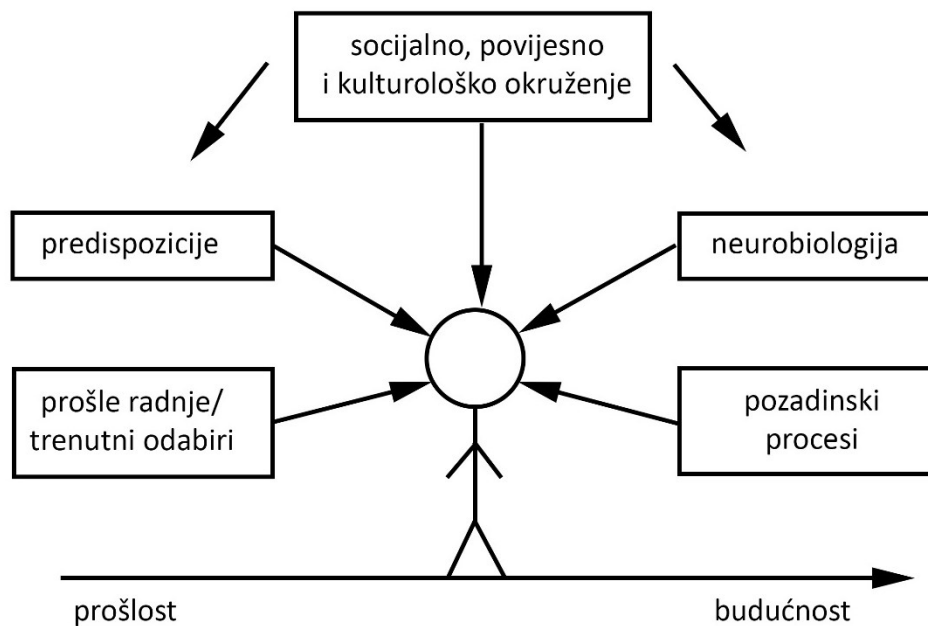 socijalno, povijesno
i kulturološko okruženje
predispozicije
neurobiologija
prošle radnje/
trenutni odabiri
pozadinski
procesi
prošlost
budućnost